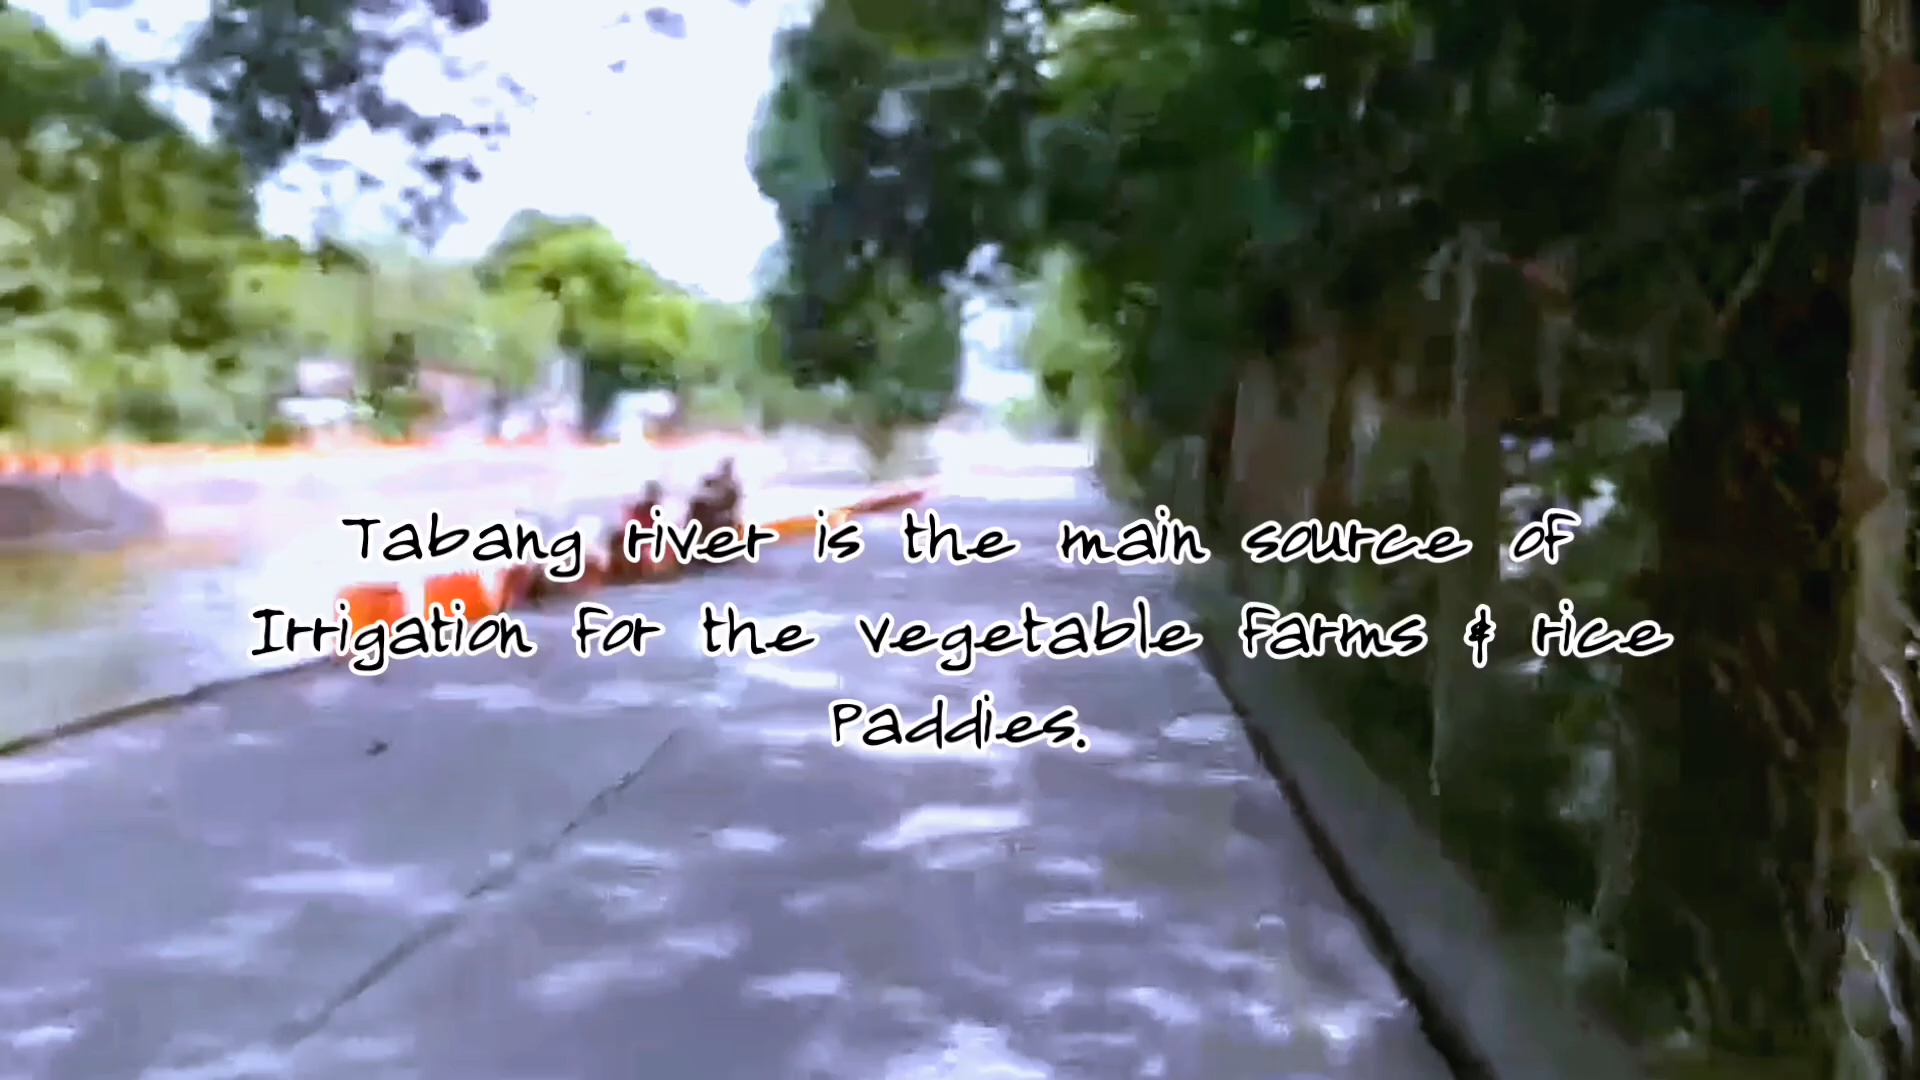 Tabang river is the main source of
Irrigation for the vegetable farms & rice
Paddies.